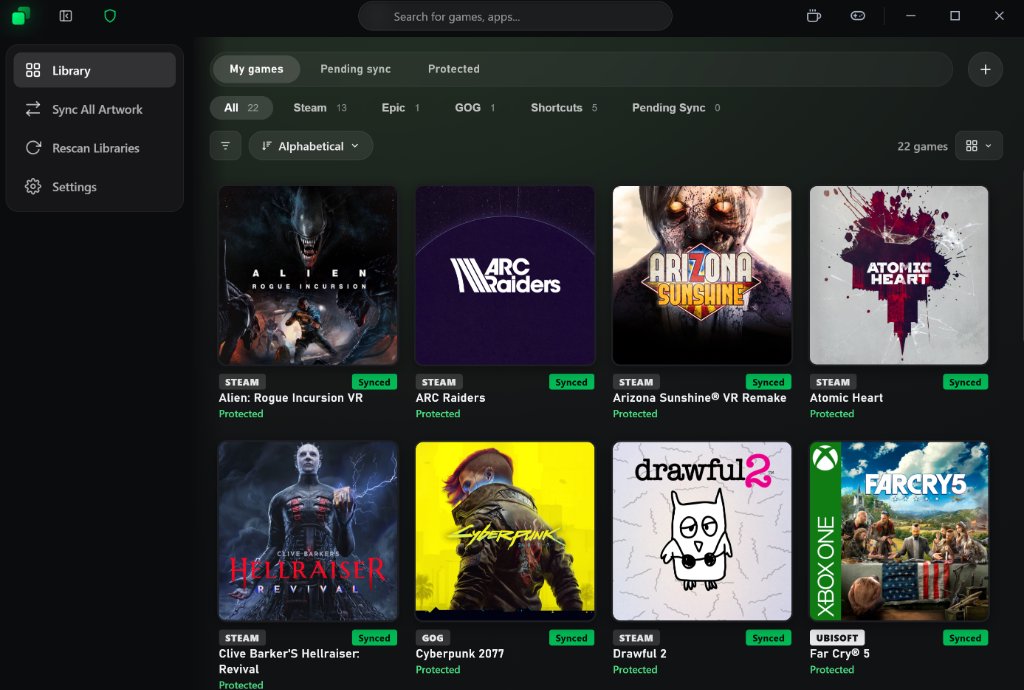 Search for games, apps...
Library
Sync All Artwork
Rescan Libraries
Settings
My games
Pending sync
Protected
All 22
Steam 13
Epic 1
GOG 1
Shortcuts 5
Pending Sync 0
Alphabetical
22 games
ALIEN
ROGUE INCURSION
STEAM
Synced
Alien: Rogue Incursion VR
Protected
ARC
Raiders
STEAM
Synced
ARC Raiders
Protected
ARIZONA
SUNSHINE
STEAM
Synced
Arizona Sunshine® VR Remake
Protected
ATOMIC
HEART
STEAM
Synced
Atomic Heart
Protected
CLIVE BARKER'S
HELLRAISER
REVIVAL
STEAM
Synced
Clive Barker'S Hellraiser:
Revival
Protected
CYBERPUNK
GOG
Synced
Cyberpunk 2077
Protected
drawful 2
STEAM
Synced
Drawful 2
Protected
XBOX ONE
FARCRY5
UBISOFT
Synced
Far Cry® 5
Protected